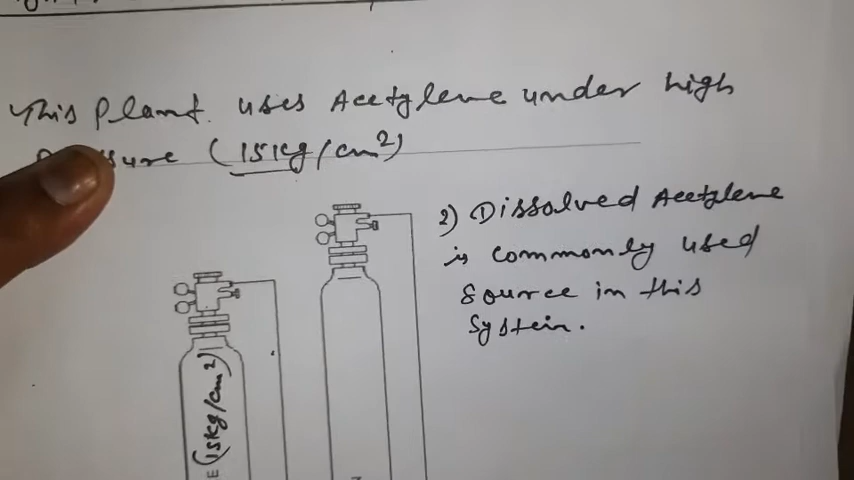 This Plant uses Acetylene under high
(15kg/cm²)
2) Dissolved Acetylene
is commonly used
source in this
System.
(15kg/cm²)